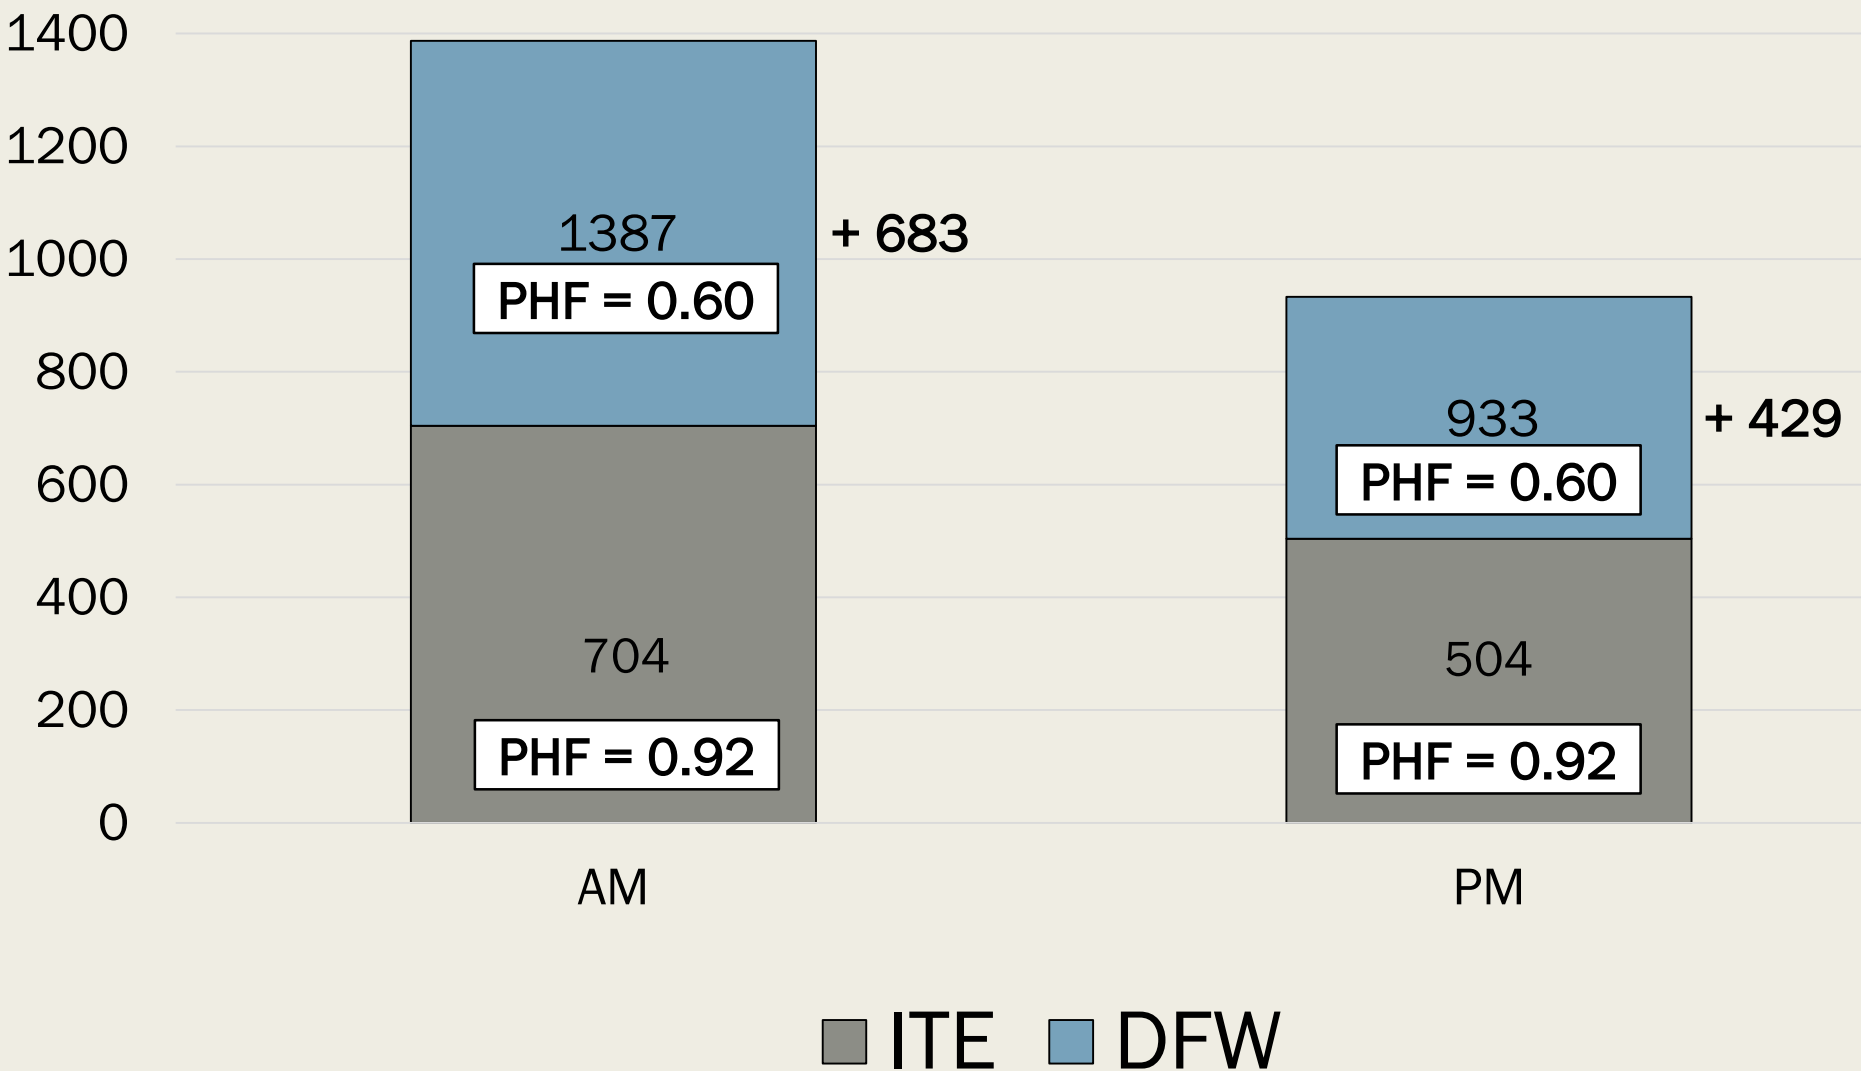 1400
1200
1000
800
600
400
200
0
1387
PHF = 0.60
+ 683
704
PHF = 0.92
933
PHF = 0.60
+ 429
504
PHF = 0.92
AM
PM
ITE
DFW